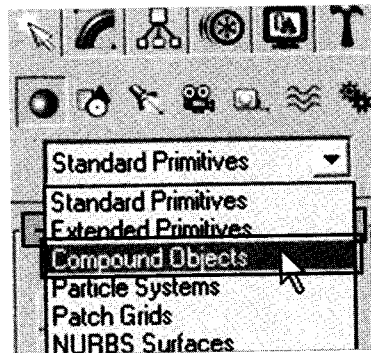 Standard Primitives
Standard Primitives
Extended Primitives
Compound Objects
Particle Systems
Patch Grids
NURBS Surfaces